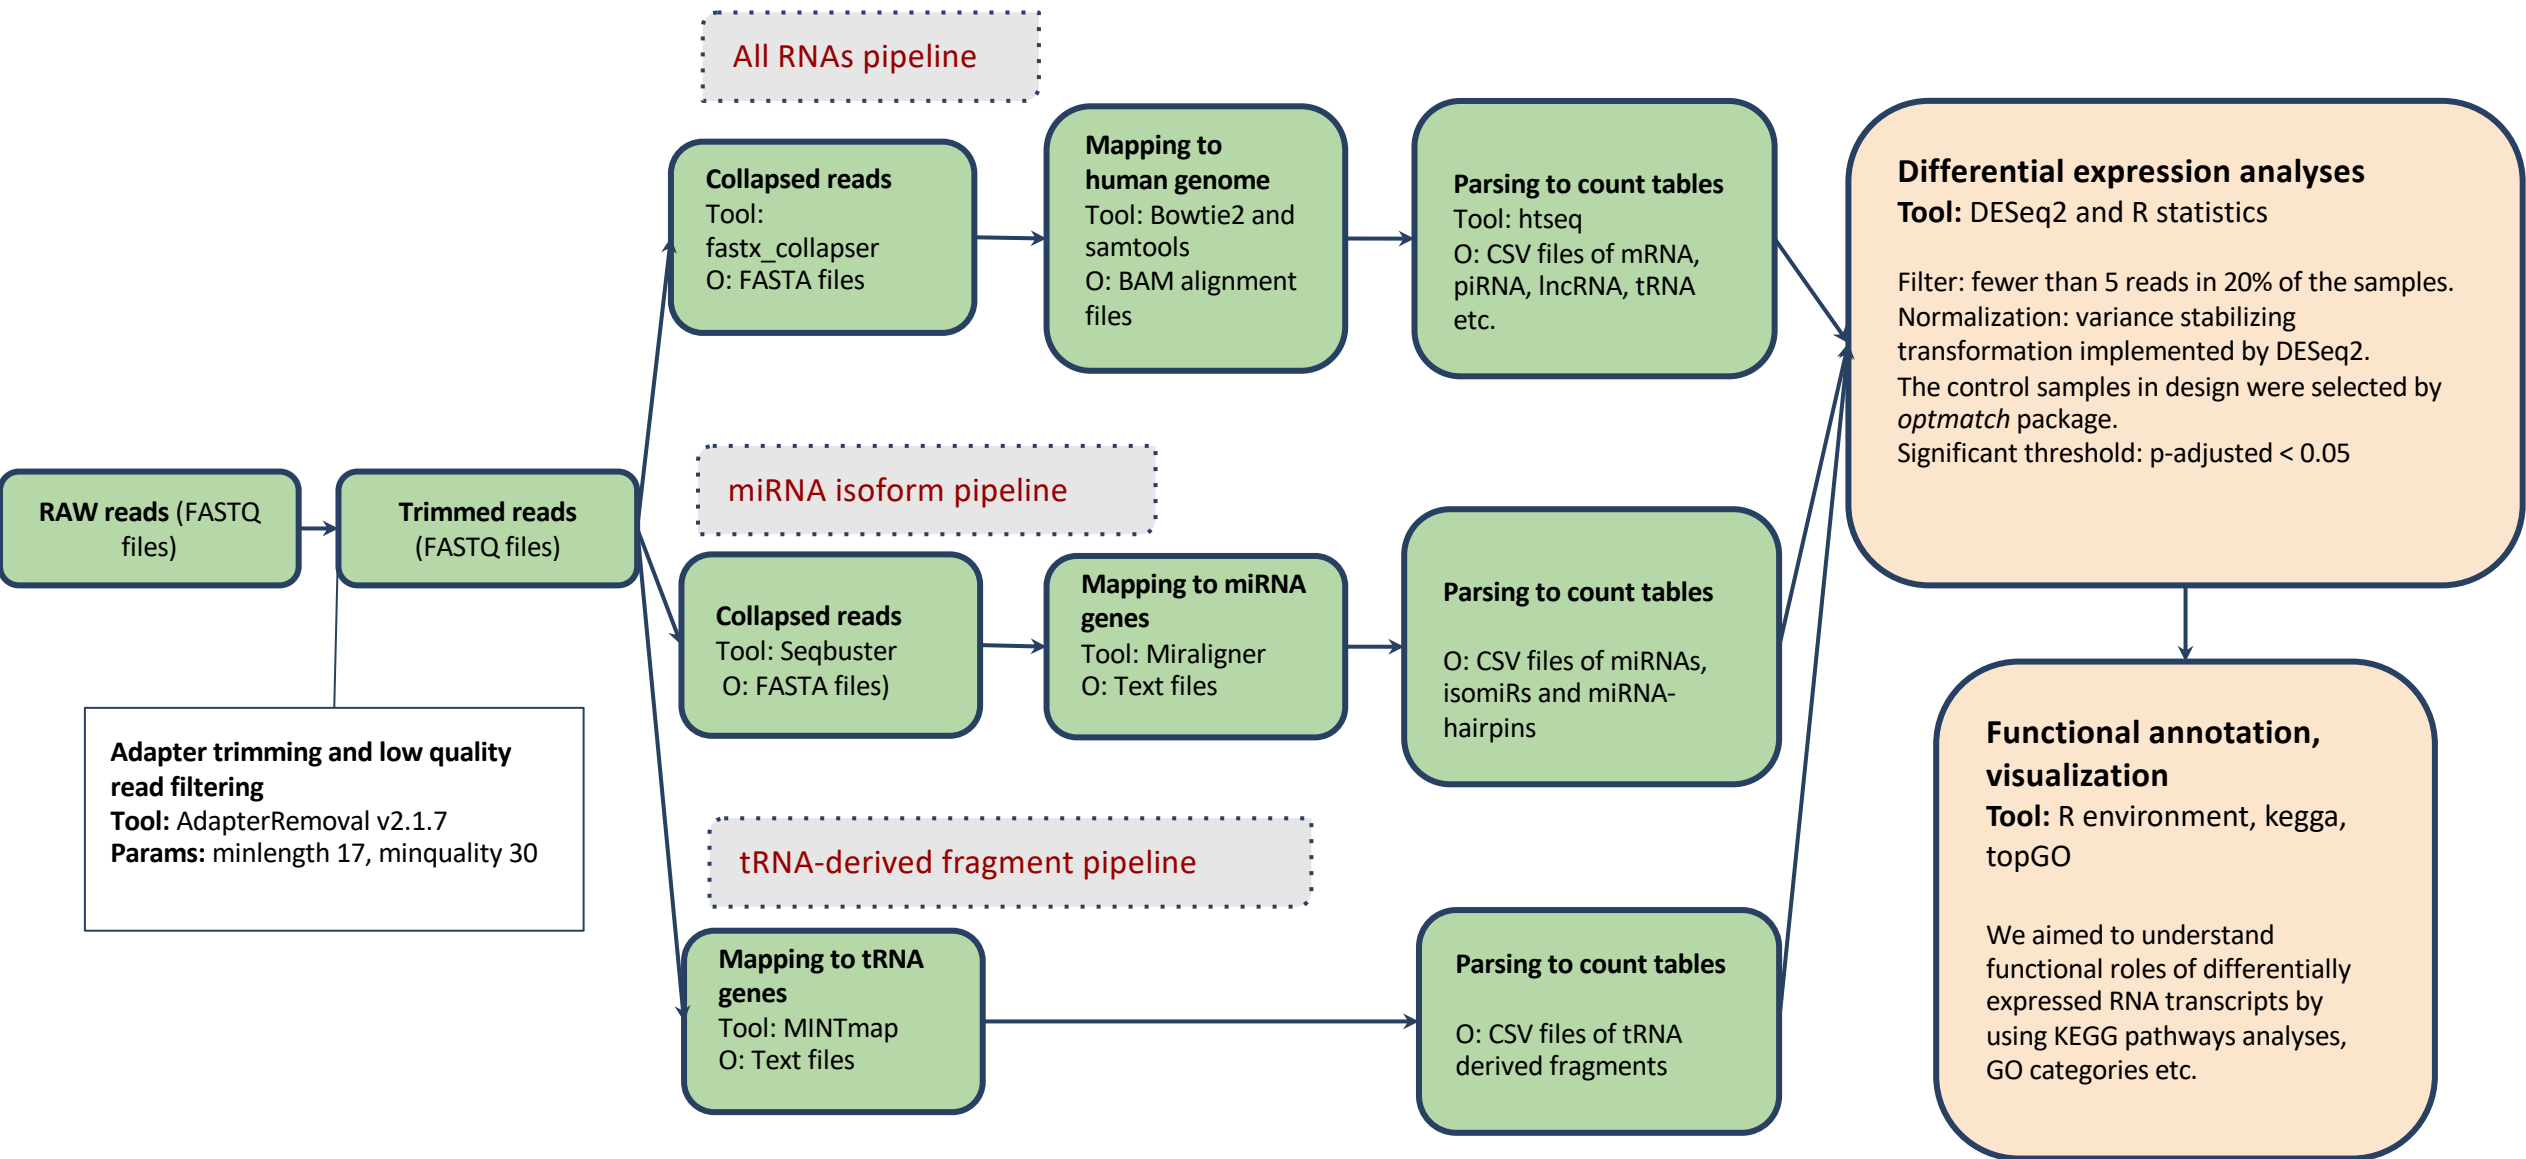 RAW reads (FASTQ
files)
Trimmed reads
(FASTQ files)
Adapter trimming and low quality
read filtering
Tool: AdapterRemoval v2.1.7
Params: minlength 17, minquality 30
All RNAs pipeline
Collapsed reads
Tool:
fastx_collapser
O: FASTA files
Mapping to
human genome
Tool: Bowtie2 and
samtools
O: BAM alignment
files
Parsing to count tables
Tool: htseq
O: CSV files of mRNA,
piRNA, lncRNA, tRNA
etc.
miRNA isoform pipeline
Collapsed reads
Tool: Seqbuster
O: FASTA files)
Mapping to miRNA
genes
Tool: Miraligner
O: Text files
Parsing to count tables
O: CSV files of miRNAs,
isomiRs and miRNA-
hairpins
tRNA-derived fragment pipeline
Mapping to tRNA
genes
Tool: MINTmap
O: Text files
Parsing to count tables
O: CSV files of tRNA
derived fragments
Differential expression analyses
Tool: DESeq2 and R statistics
Filter: fewer than 5 reads in 20% of the samples.
Normalization: variance stabilizing
transformation implemented by DESeq2.
The control samples in design were selected by
optmatch package.
Significant threshold: p-adjusted < 0.05
Functional annotation,
visualization
Tool: R environment, kegga,
topGO
We aimed to understand
functional roles of differentially
expressed RNA transcripts by
using KEGG pathways analyses,
GO categories etc.